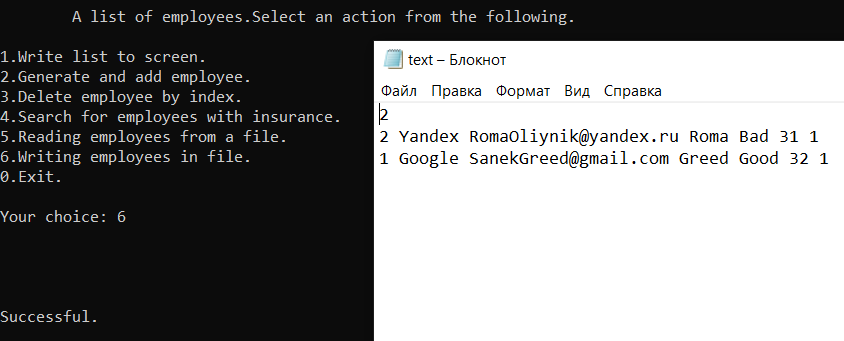 A list of employees.Select an action from the following.
1.Write list to screen.
2.Generate and add employee.
3.Delete employee by index.
4.Search for employees with insurance.
5.Reading employees from a file.
6.Writing employees in file.
0.Exit.
Your choice: 6
Successful.
text – Блокнот
Файл Правка Формат Вид Справка
2
2 Yandex RomaOliynik@yandex.ru Roma Bad 31 1
1 Google SanekGreed@gmail.com Greed Good 32 1